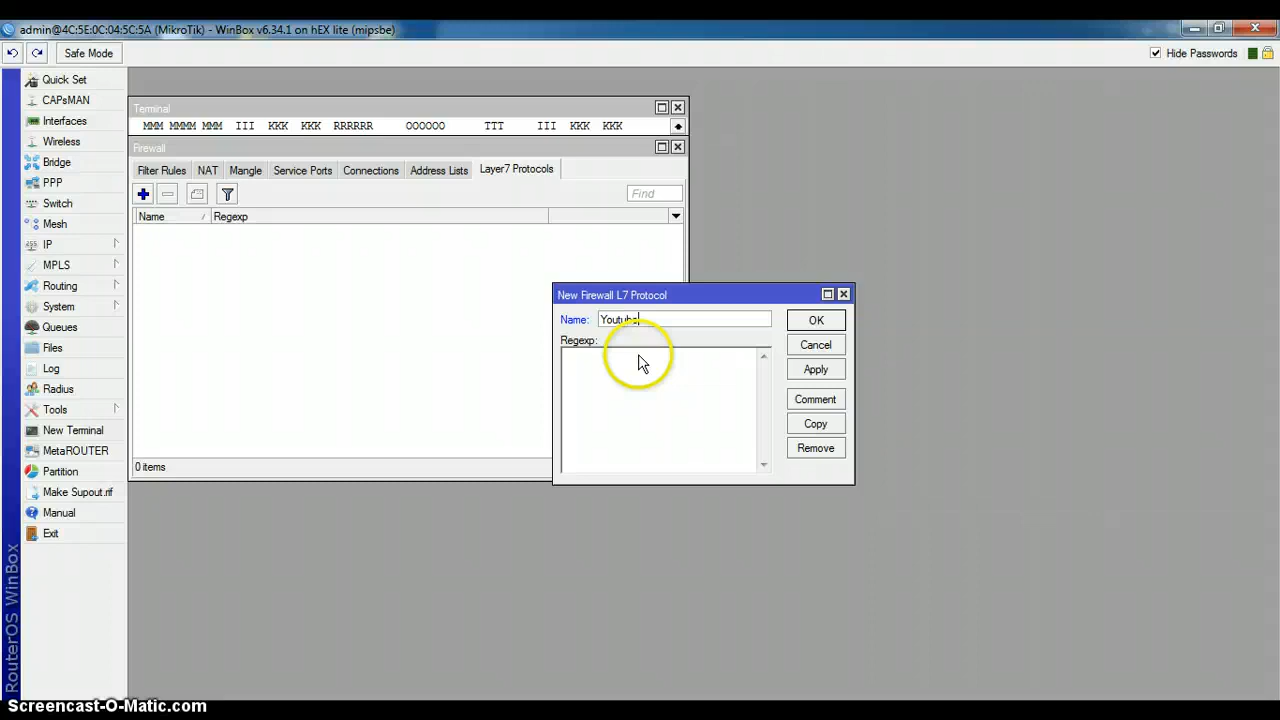 admin@4C:5E:0C:04:5C:5A (MikroTik) - WinBox v6.34.1 on hEX lite (mipsbe)
Safe Mode
Hide Passwords
Quick Set
CAPsMAN
Interfaces
Wireless
Bridge
PPP
Switch
Mesh
IP
MPLS
Routing
System
Queues
Files
Log
Radius
Tools
New Terminal
MetaROUTER
Partition
Make Supout.rif
Manual
Exit
RouterOS WinBox
Terminal
MMM MMMM MMM III KKK KKK RRRRRR OOOOOO TTT III KKK KKK
Firewall
Filter Rules NAT Mangle Service Ports Connections Address Lists Layer7 Protocols
Find
Name Regexp
0 items
New Firewall L7 Protocol
Name: Youtube
Regexp:
OK
Cancel
Apply
Comment
Copy
Remove
Screencast-O-Matic.com